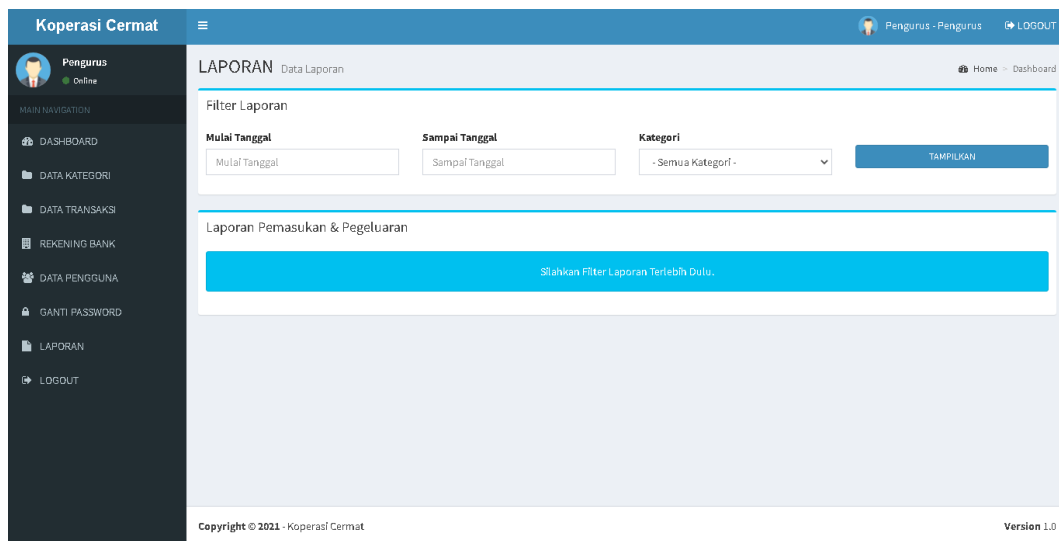 Koperasi Cermat
Pengurus - Pengurus
LOGOUT
Pengurus
Online
MAIN NAVIGATION
DASHBOARD
DATA KATEGORI
DATA TRANSAKSI
REKENING BANK
DATA PENGGUNA
GANTI PASSWORD
LAPORAN
LOGOUT
LAPORAN Data Laporan
Home > Dashboard
Filter Laporan
Mulai Tanggal
Sampai Tanggal
Kategori
Mulai Tanggal
Sampai Tanggal
- Semua Kategori -
TAMPILKAN
Laporan Pemasukan & Pegeluaran
Silahkan Filter Laporan Terlebih Dulu.
Copyright © 2021 - Koperasi Cermat
Version 1.0